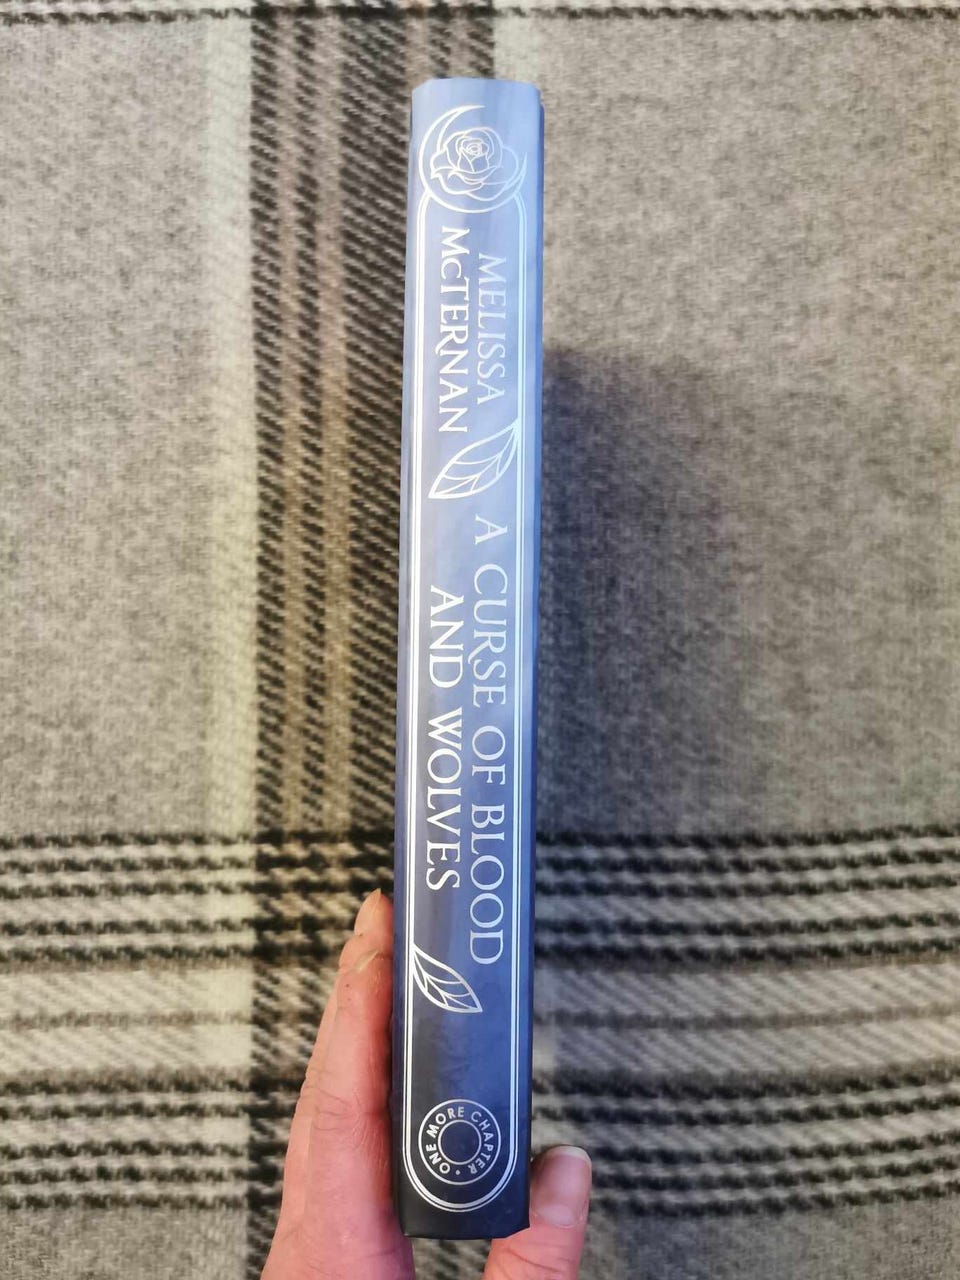 MELISSA
McTERNAN
A CURSE OF BLOOD
AND WOLVES
ONE MORE CHAPTER •